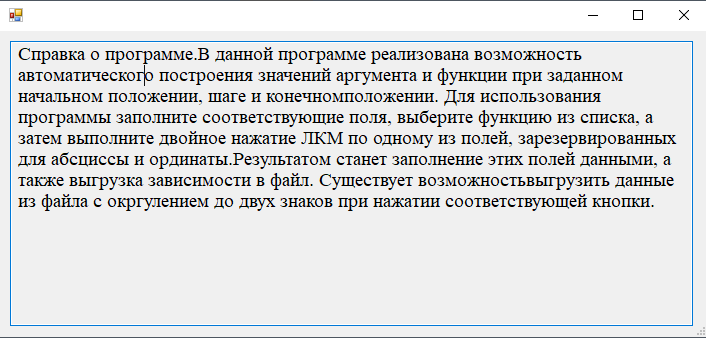 Справка о программе.В данной программе реализована возможность
автоматического построения значений аргумента и функции при заданном
начальном положении, шаге и конечномположении. Для использования
программы заполните соответствующие поля, выберите функцию из списка, а
затем выполните двойное нажатие ЛКМ по одному из полей, зарезервированных
для абсциссы и ординаты.Результатом станет заполнение этих полей данными, а
также выгрузка зависимости в файл. Существует возможностьвыгрузить данные
из файла с окргулением до двух знаков при нажатии соответствующей кнопки.